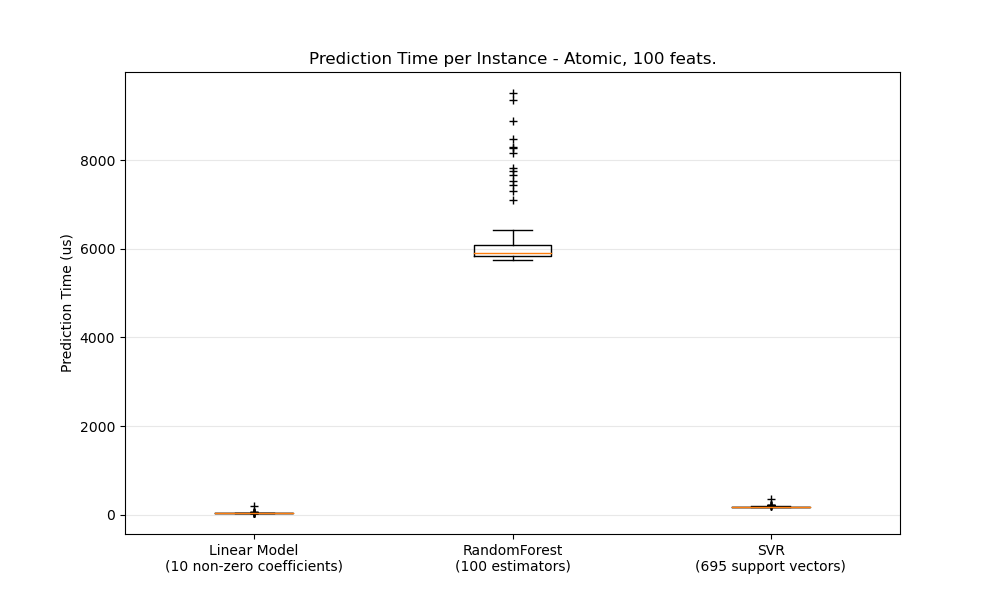 Prediction Time per Instance - Atomic, 100 feats.
Prediction Time (us)
8000
6000
4000
2000
0
Linear Model
(10 non-zero coefficients)
RandomForest
(100 estimators)
SVR
(695 support vectors)